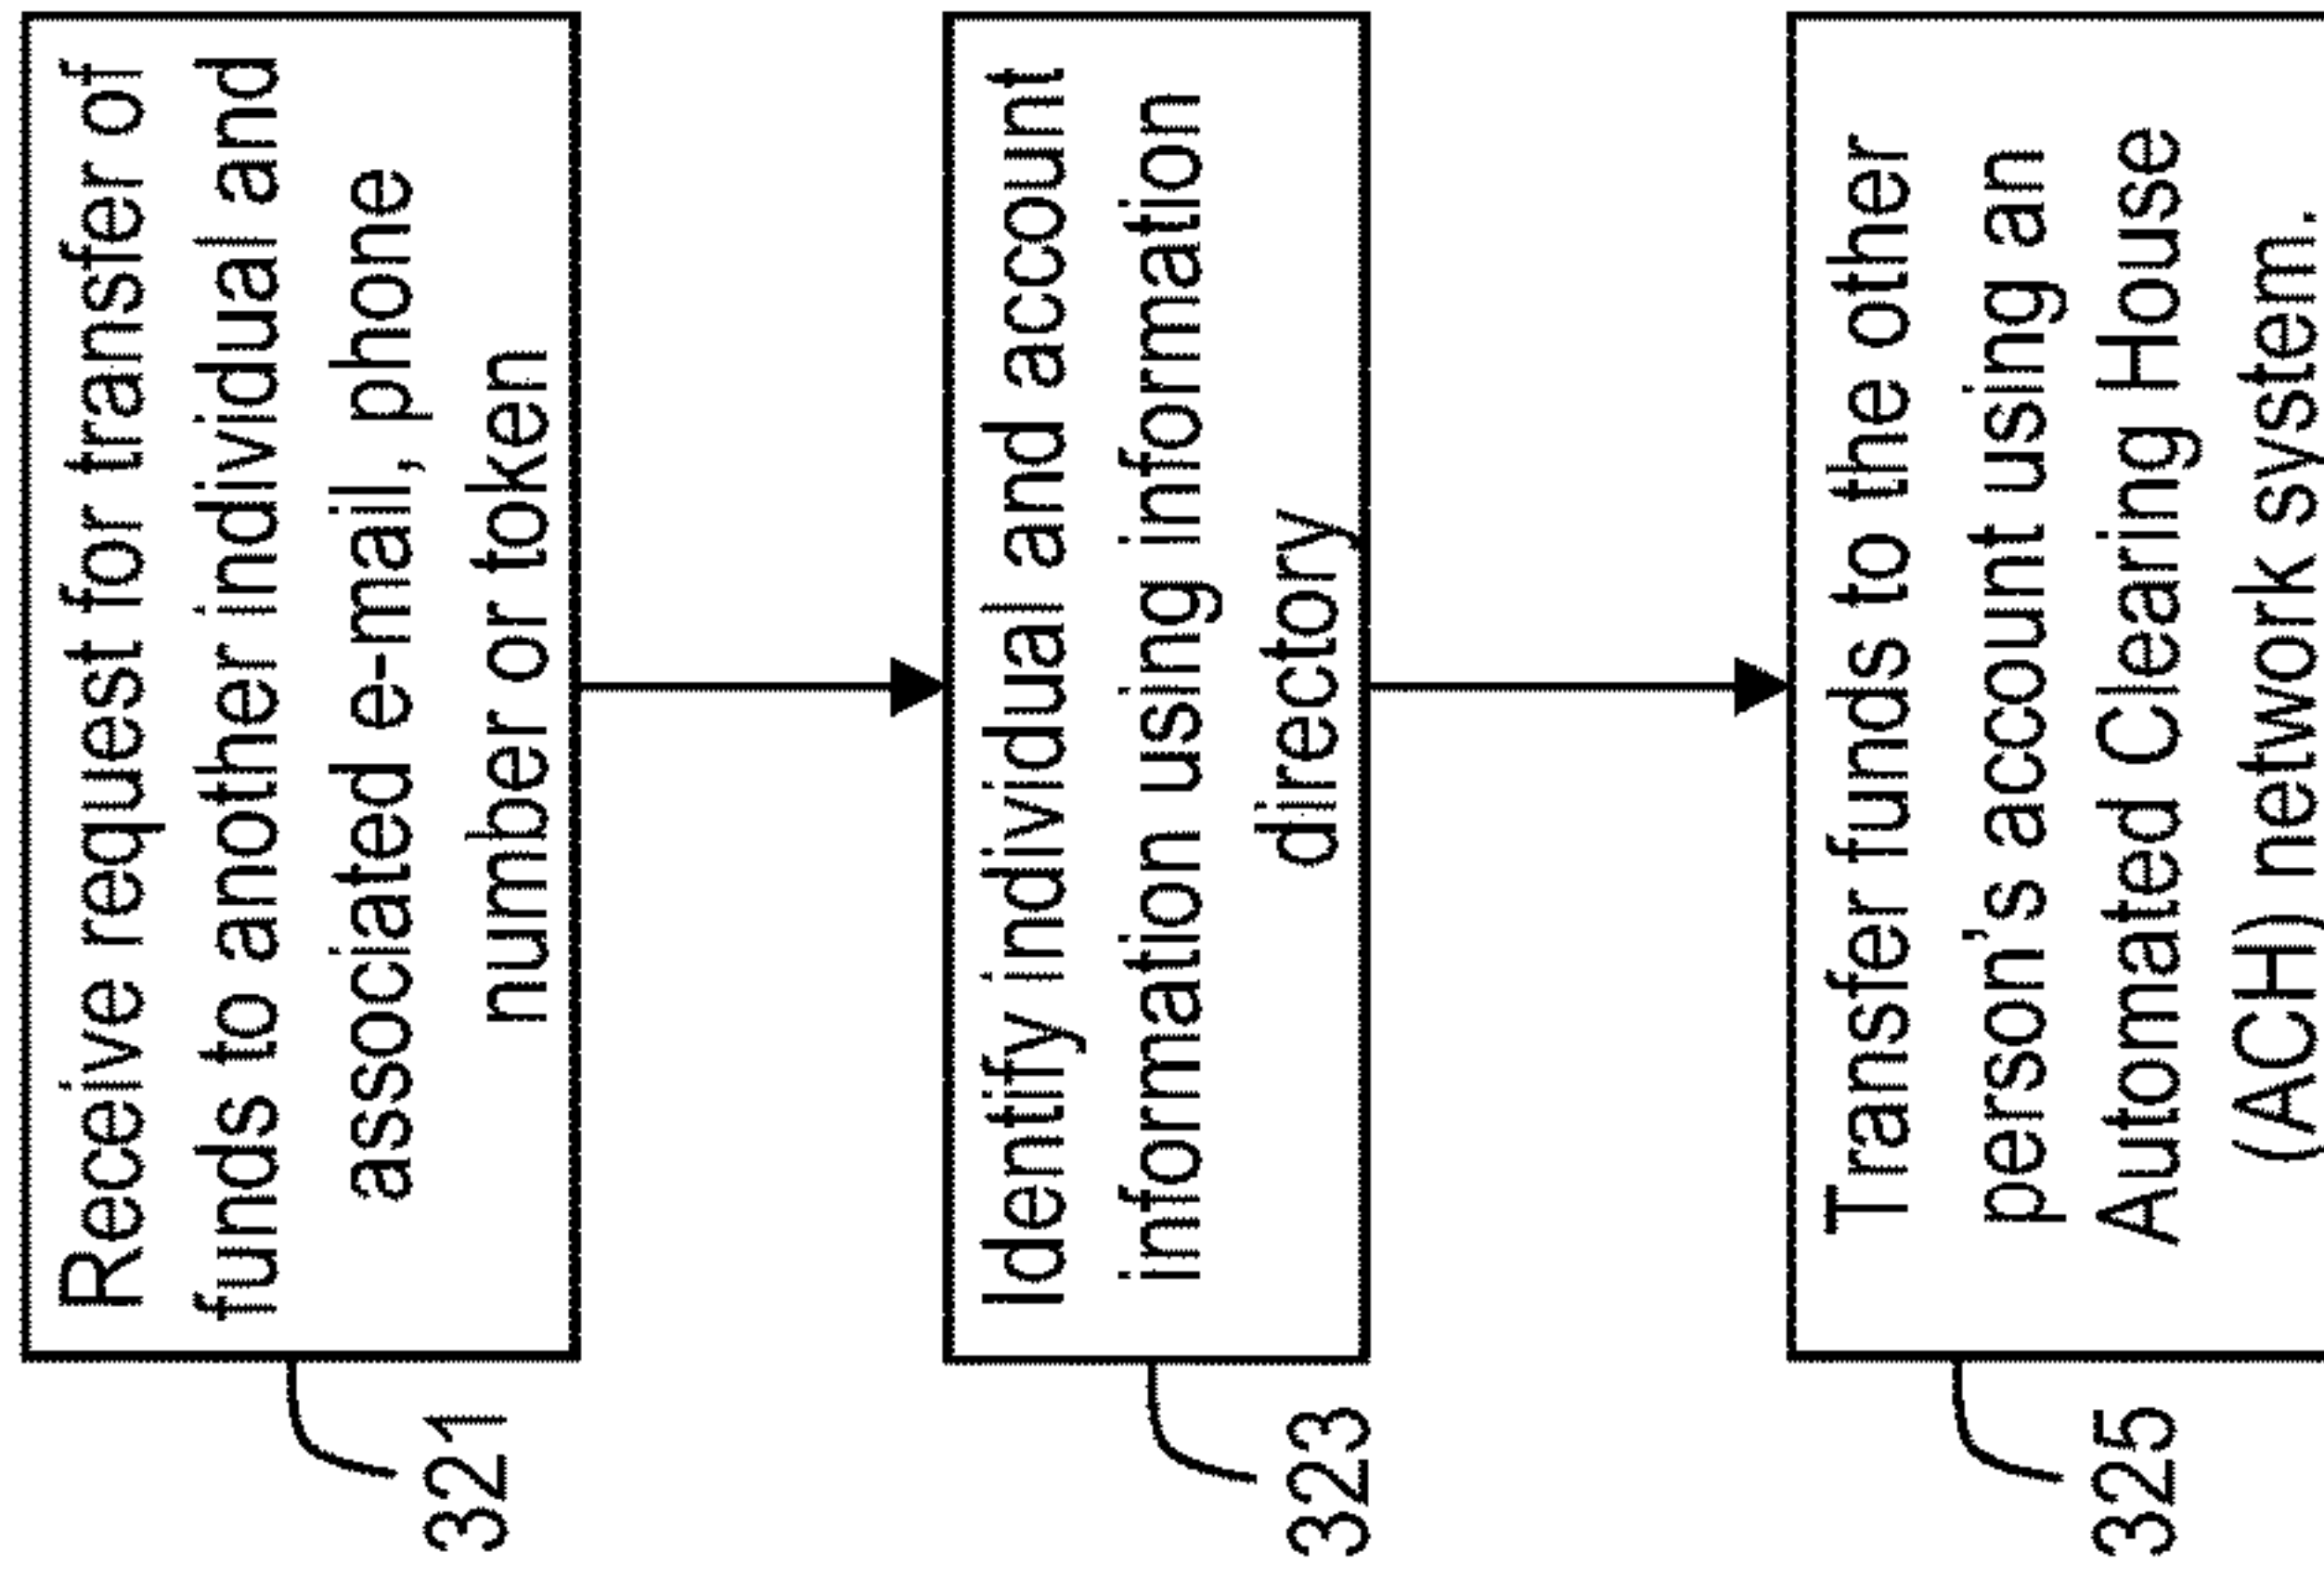 Receive request for transfer of
funds to another individual and
associated e-mail, phone
number or token
321
Identify individual and account
information using information
directory
323
Transfer funds to the other
person's account using an
Automated Clearing House
(ACH) network system.
325